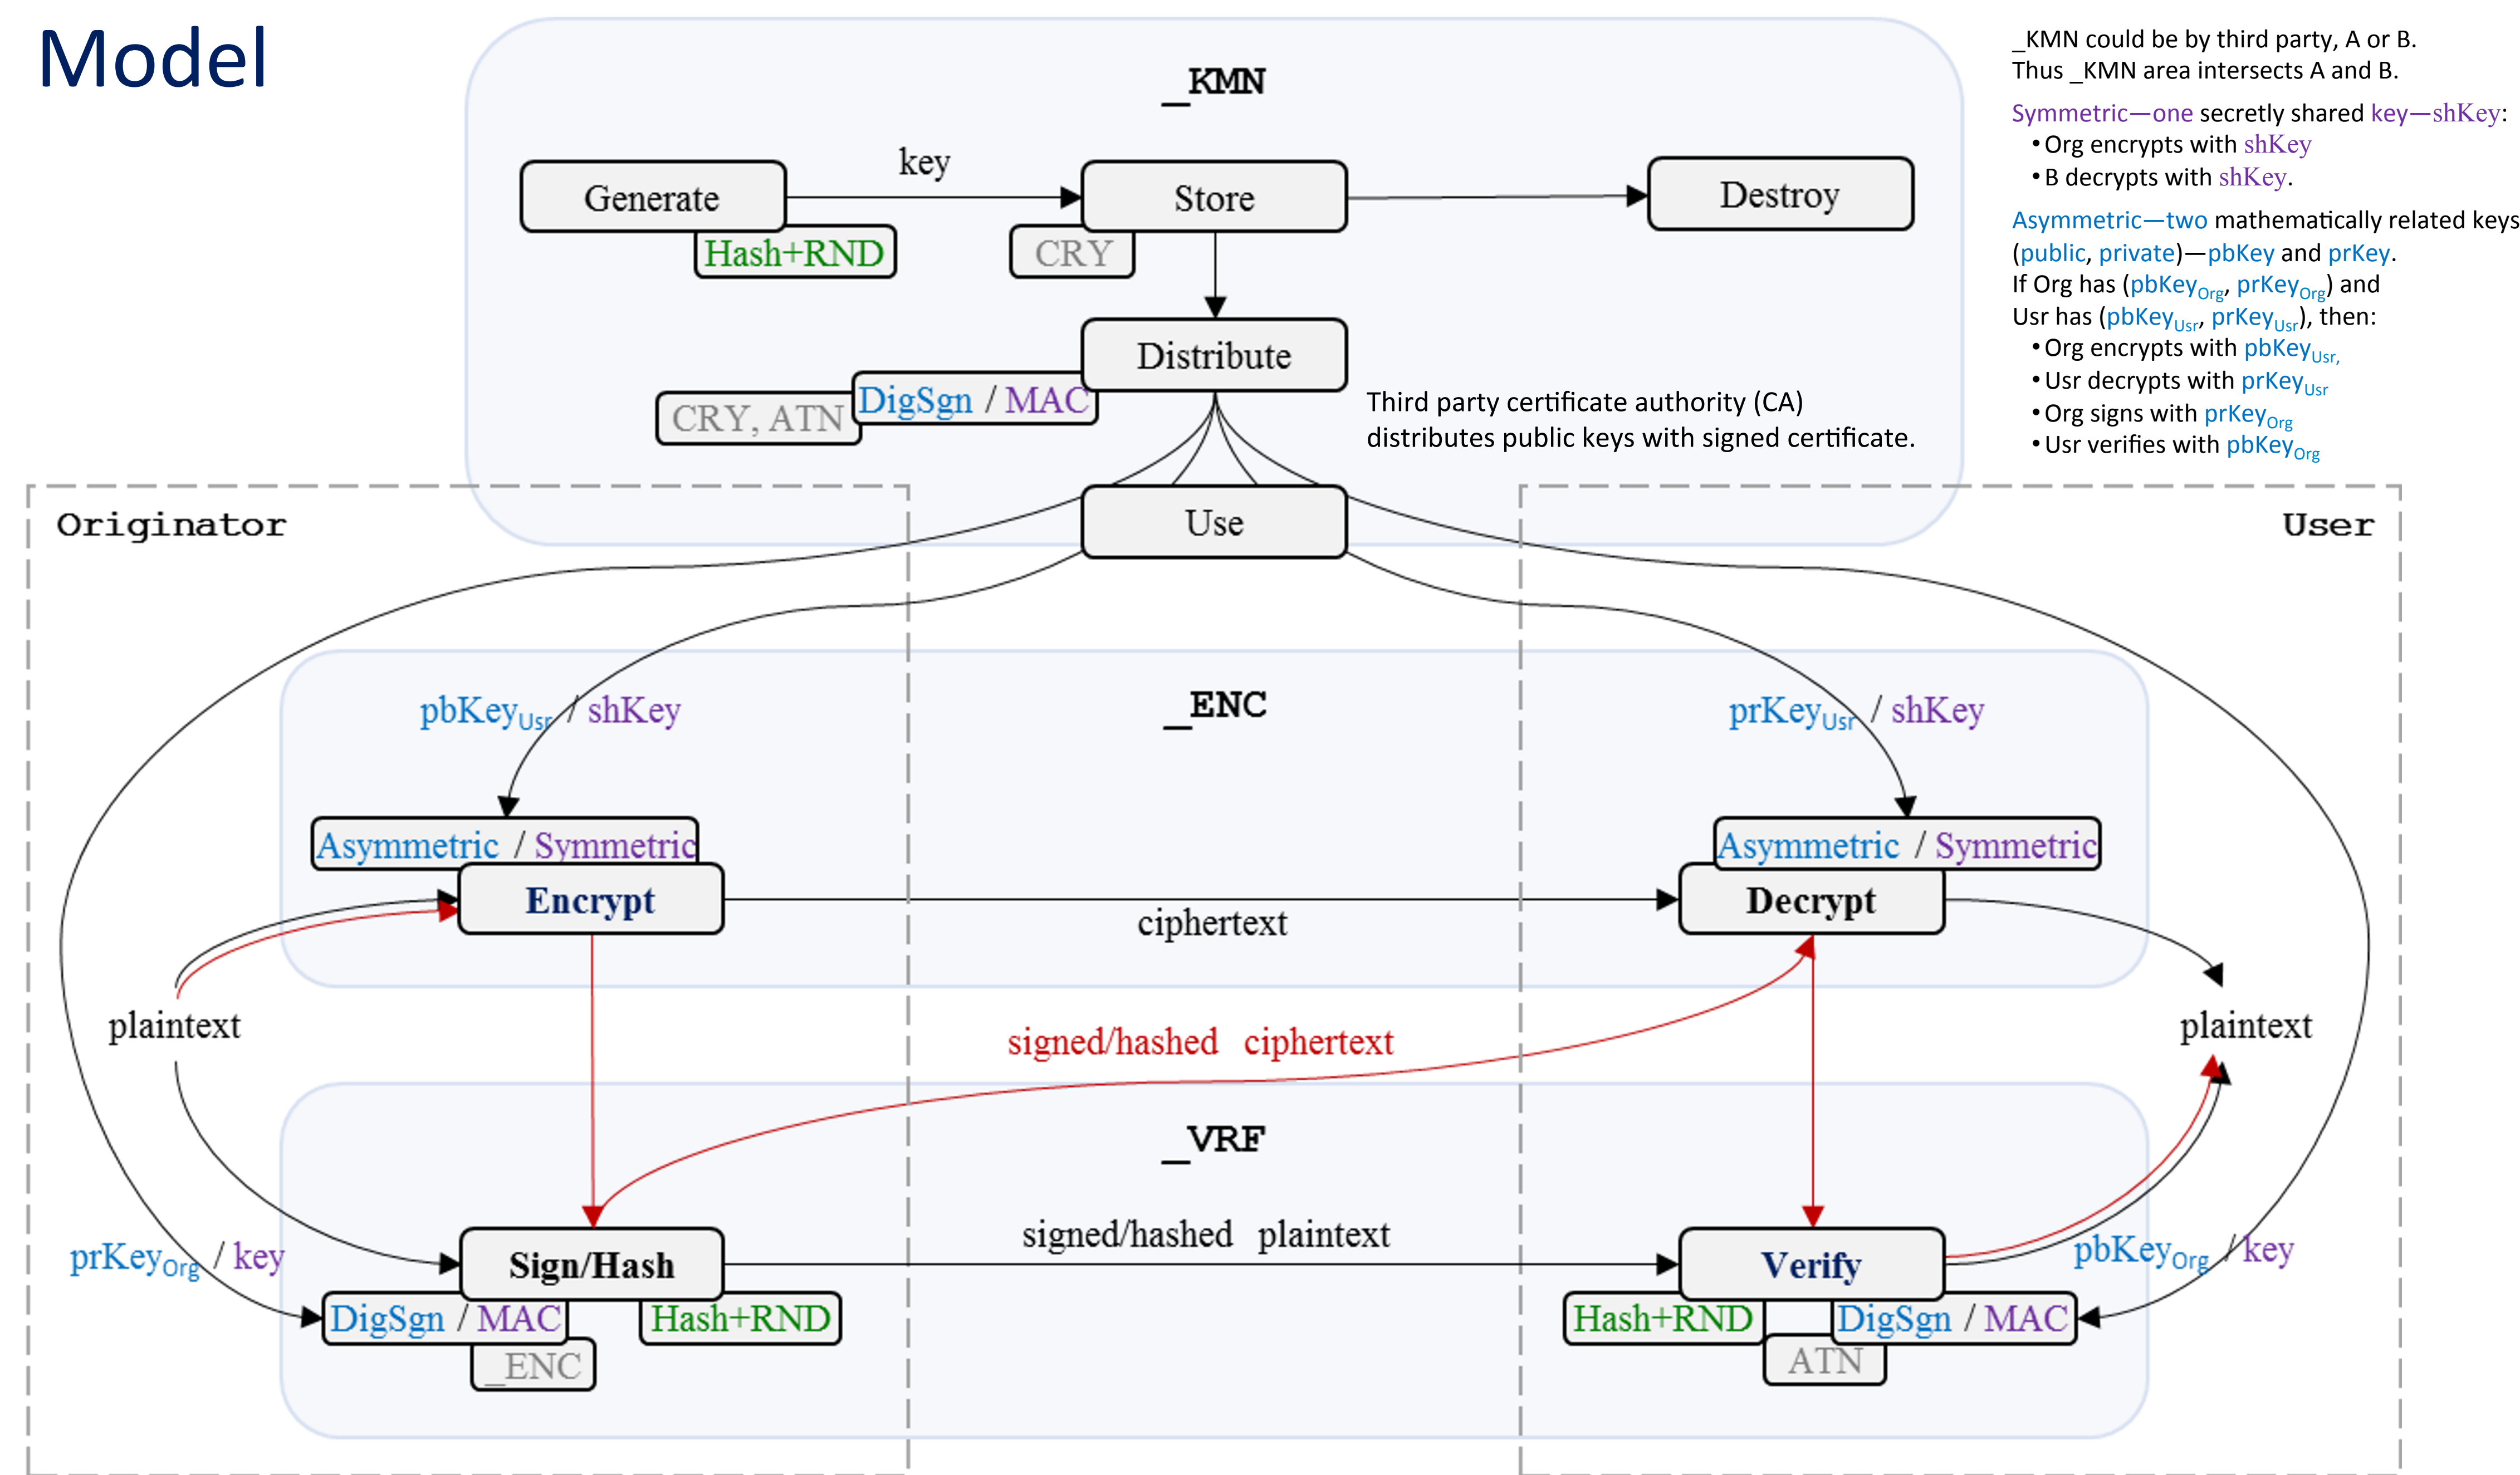 Model
_KMN
_KMN could be by third party, A or B.
Thus _KMN area intersects A and B.
Symmetric—one secretly shared key—shKey:
• Org encrypts with shKey
• B decrypts with shKey.
Asymmetric—two mathematically related keys
(public, private)—pbKey and prKey.
If Org has (pbKeyOrg, prKeyOrg) and
Usr has (pbKeyUsr, prKeyUsr), then:
• Org encrypts with pbKeyUsr,
• Usr decrypts with prKeyUsr
• Org signs with prKeyOrg
• Usr verifies with pbKeyOrg
key
Generate
Store
Destroy
Hash+RND
CRY
Distribute
DigSgn / MAC
CRY, ATN
Third party certificate authority (CA)
distributes public keys with signed certificate.
Originator
Use
User
_ENC
pbKeyUsr / shKey
prKeyUsr / shKey
Asymmetric / Symmetric
Asymmetric / Symmetric
Encrypt
Decrypt
ciphertext
plaintext
plaintext
signed/hashed ciphertext
_VRF
signed/hashed plaintext
prKeyOrg / key
pbKeyOrg / key
Sign/Hash
Verify
DigSgn / MAC
Hash+RND
Hash+RND
DigSgn / MAC
_ENC
ATN